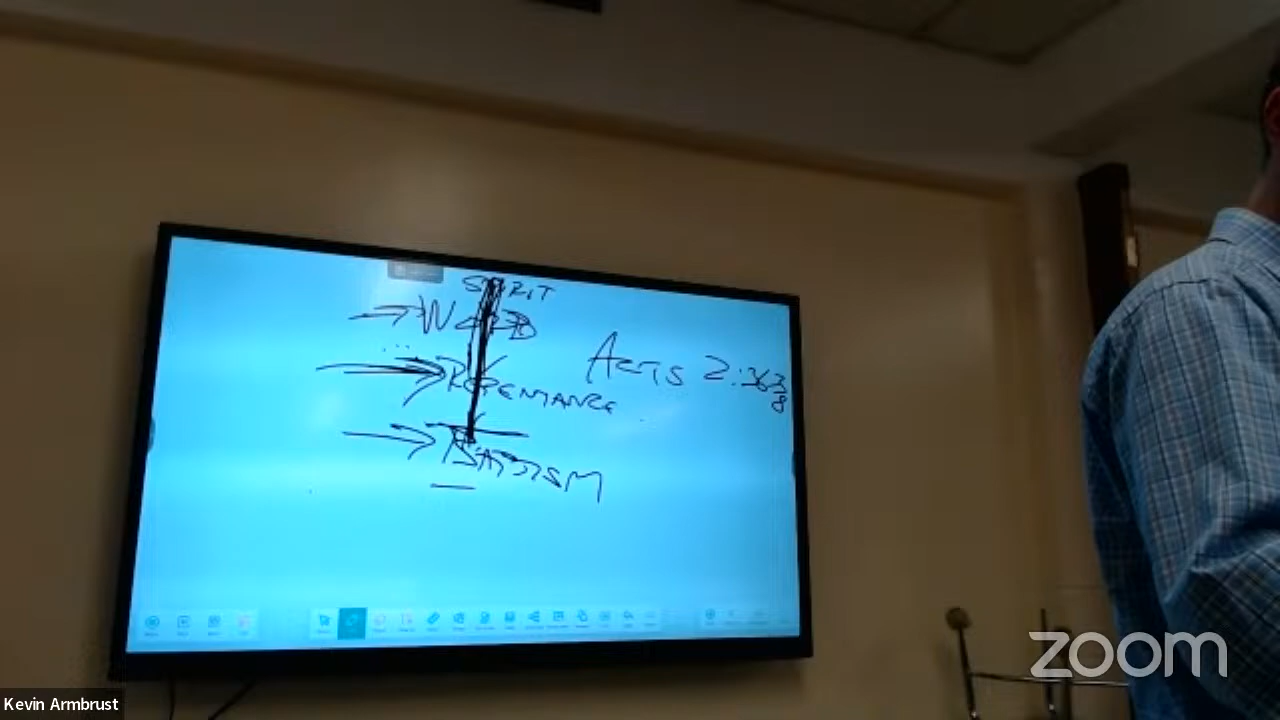 SPIRIT
WORD
REPENTANCE
BAPTISM
ACTS 2:36
38
zoom
Kevin Armbrust